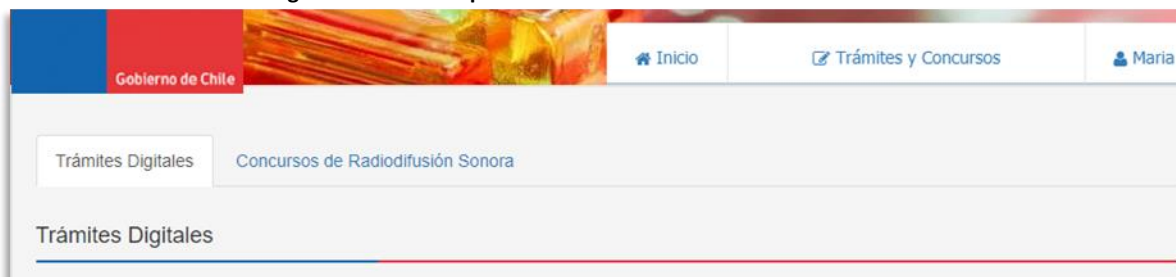 Inicio
Trámites y Concursos
Maria
Gobierno de Chile
Trámites Digitales
Concursos de Radiodifusión Sonora
Trámites Digitales